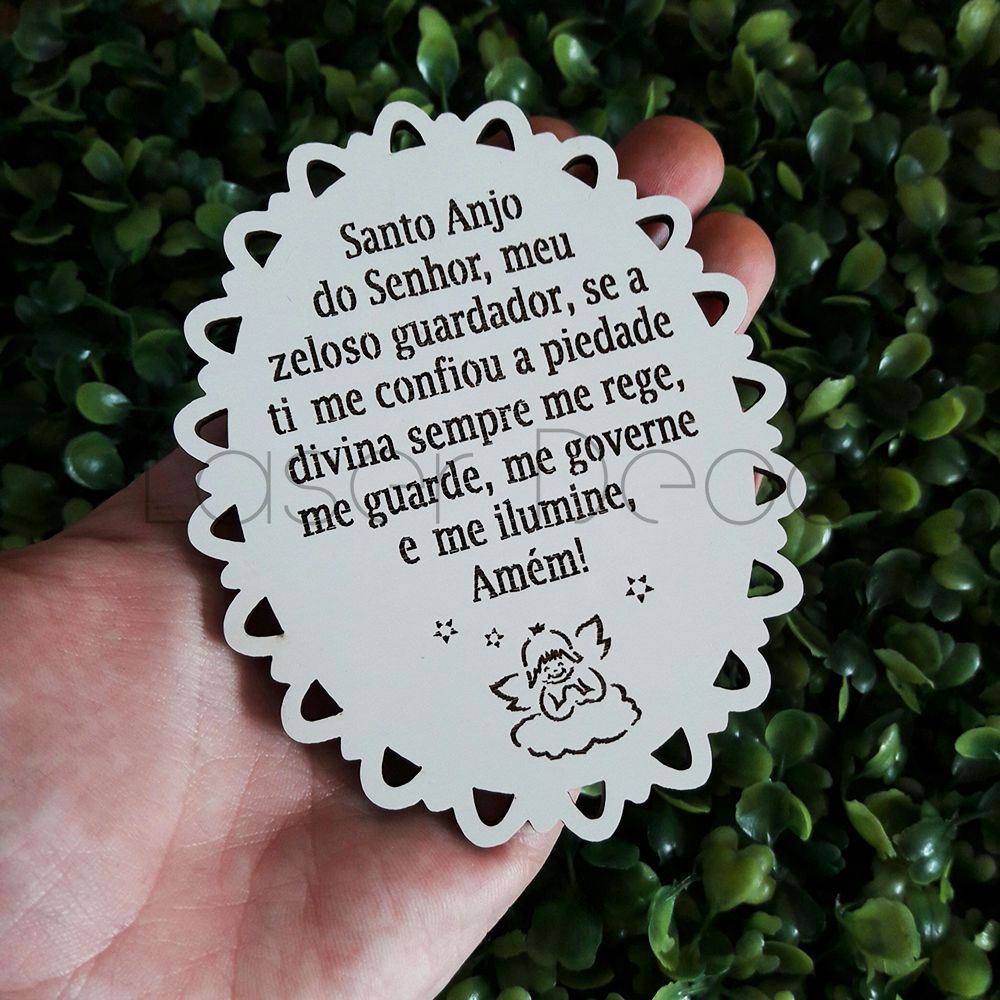 Santo Anjo
do Senhor, meu
zeloso guardador, se a
ti me confiou a piedade
divina sempre me rege,
me guarde, me governe
e me ilumine,
Amém!
Laser Decor